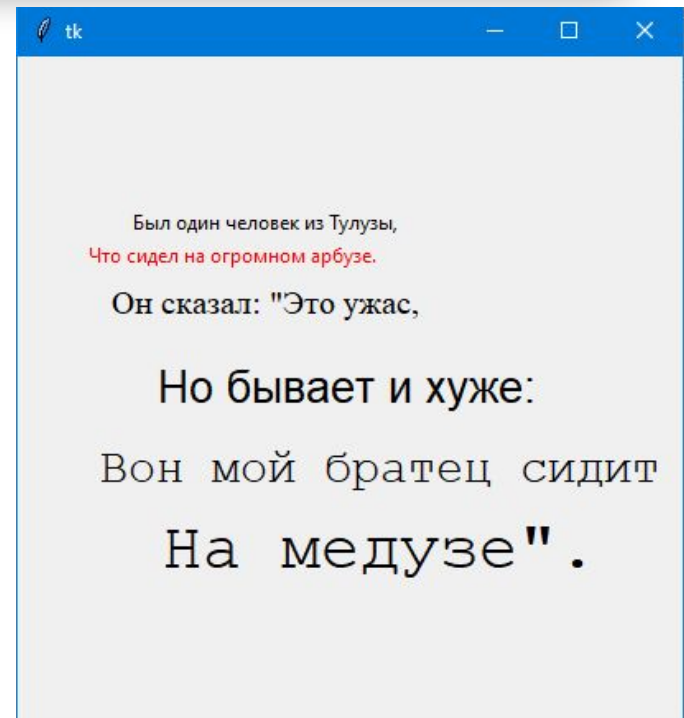 tk
Был один человек из Тулузы,
Что сидел на огромном арбузе.
Он сказал: "Это ужас,
Но бывает и хуже:
Вон мой братец сидит
На медузе".